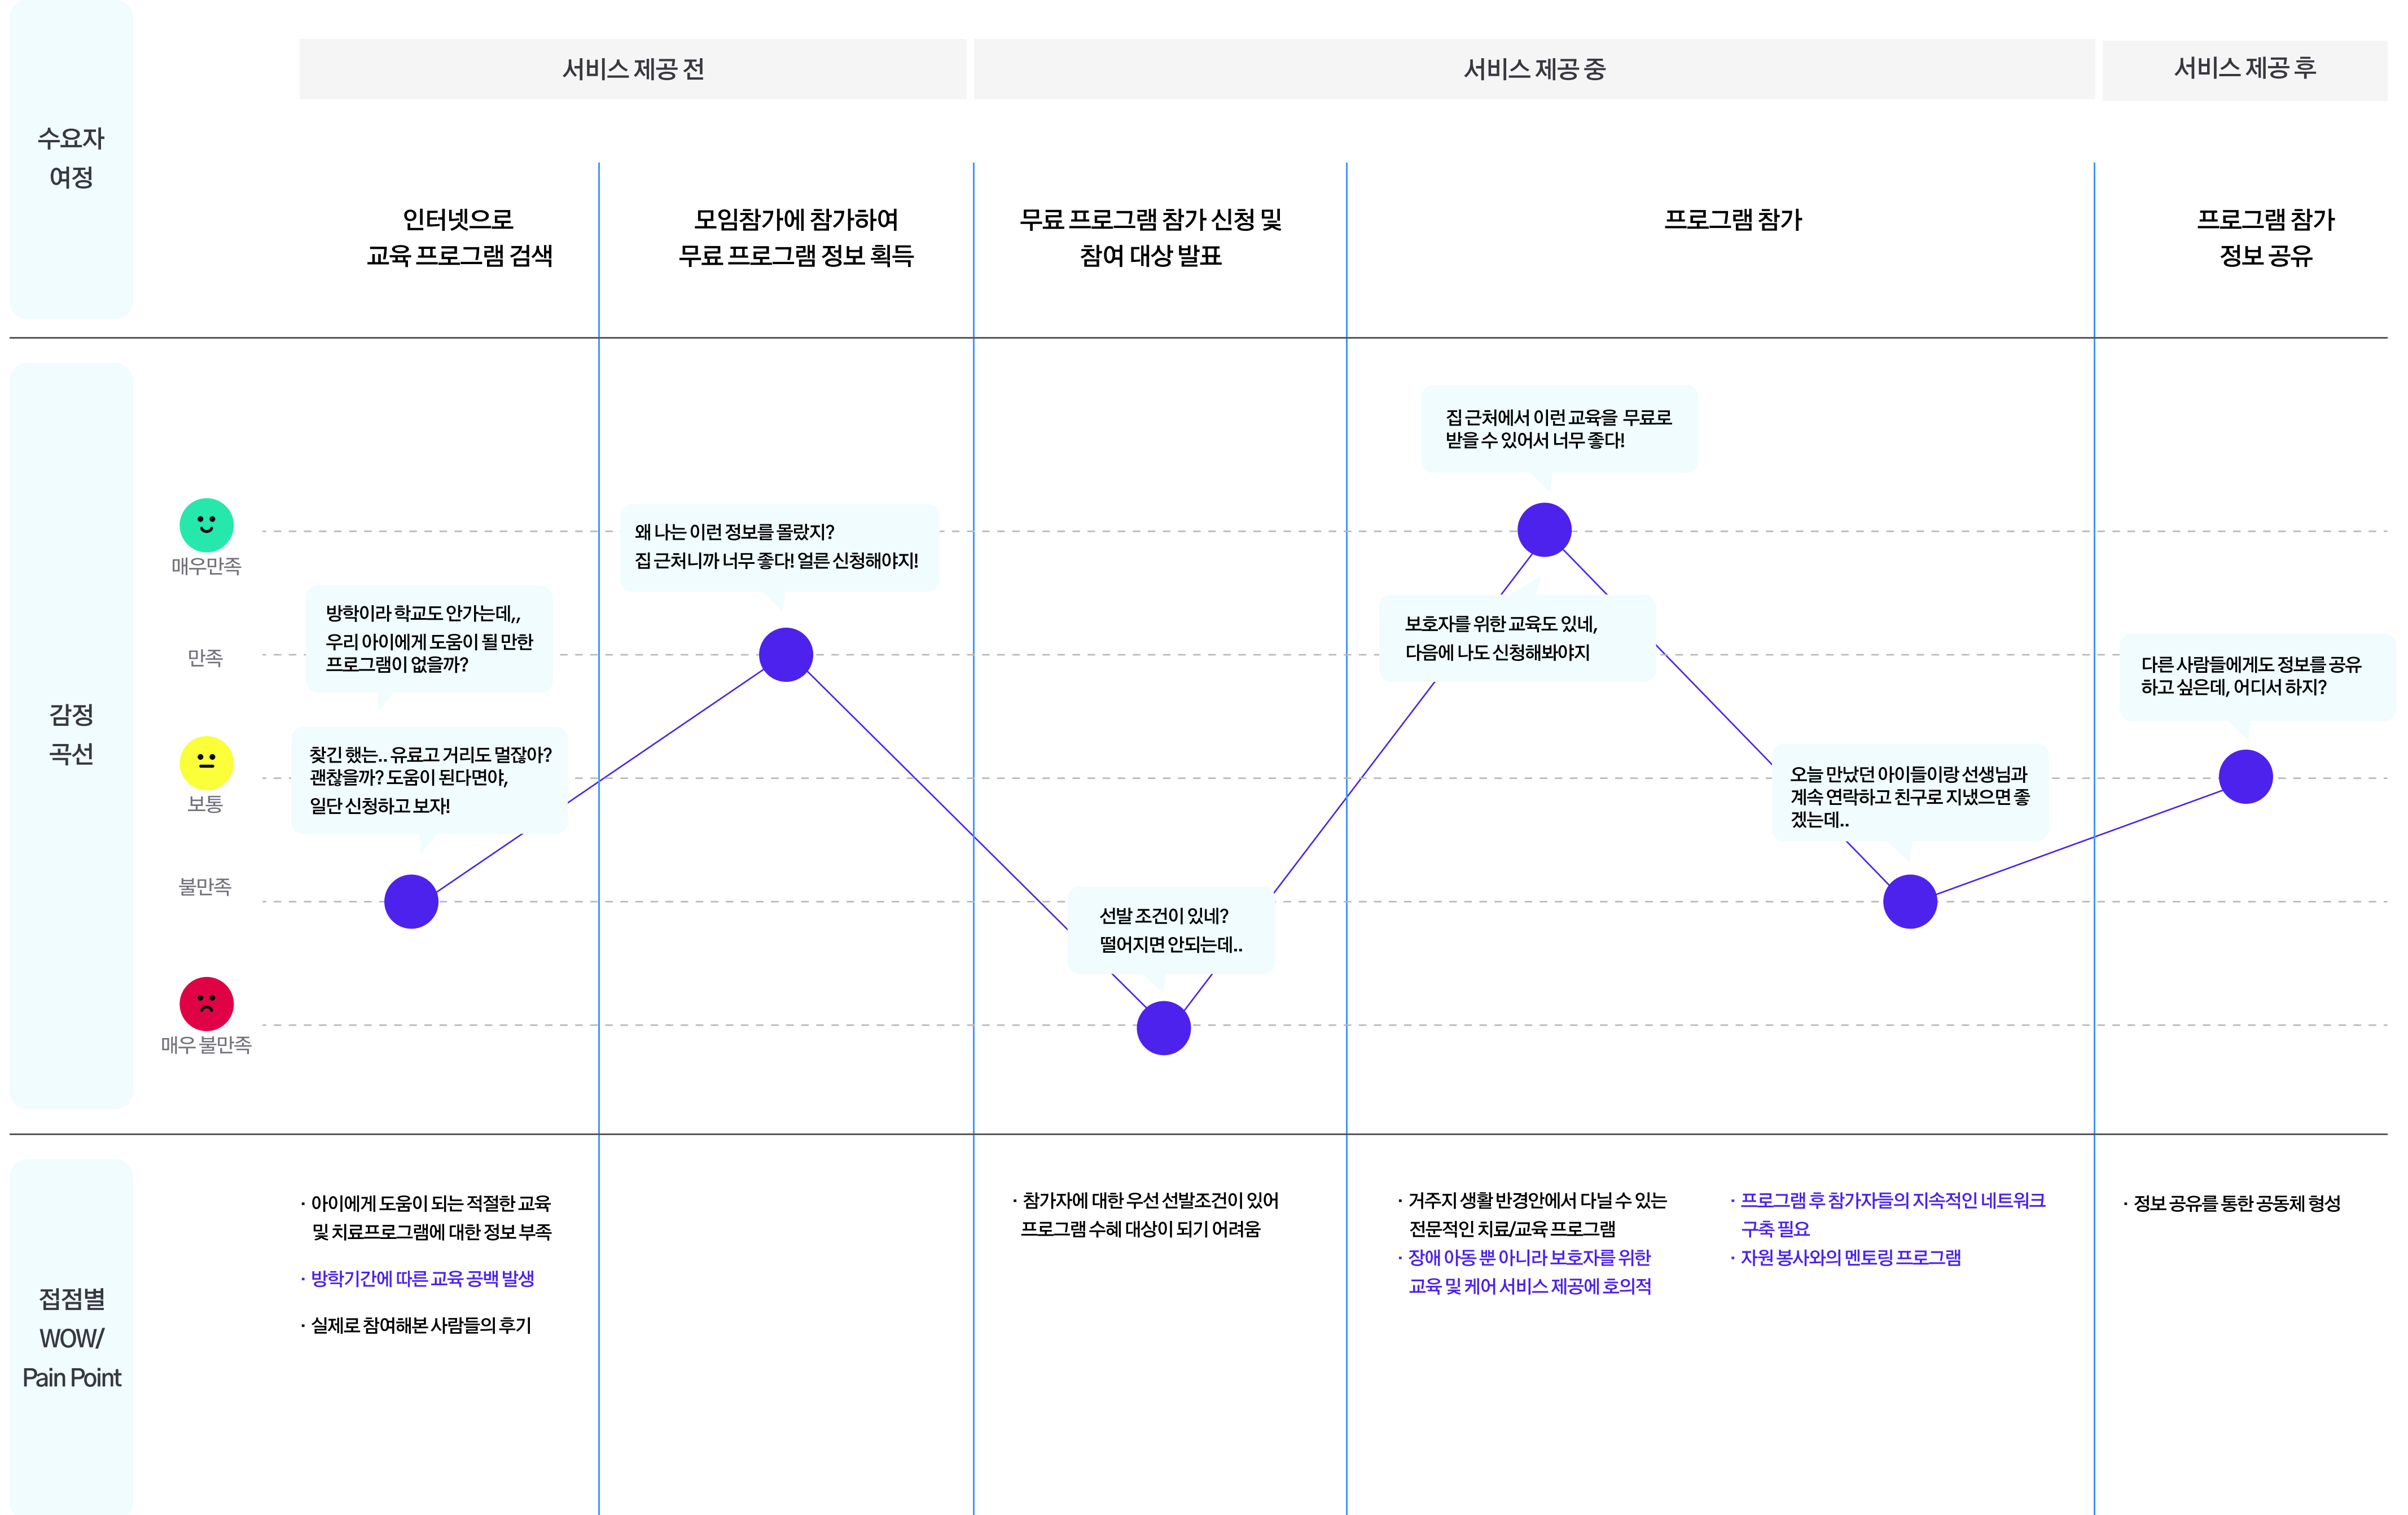 수요자
여정
서비스 제공 전
서비스 제공 중
서비스 제공 후
인터넷으로
교육 프로그램 검색
모임참가에 참가하여
무료 프로그램 정보 획득
무료 프로그램 참가 신청 및
참여 대상 발표
프로그램 참가
프로그램 참가
정보 공유
감정
곡선
매우만족
만족
보통
불만족
매우 불만족
방학이라 학교도 안가는데,,
우리 아이에게 도움이 될 만한
프로그램이 없을까?
찾긴 했는.. 유료고 거리도 멀잖아?
괜찮을까? 도움이 된다면야,
일단 신청하고 보자!
왜 나는 이런 정보를 몰랐지?
집 근처니까 너무 좋다! 얼른 신청해야지!
선발 조건이 있네?
떨어지면 안되는데..
집 근처에서 이런 교육을 무료로
받을 수 있어서 너무 좋다!
보호자를 위한 교육도 있네,
다음에 나도 신청해봐야지
오늘 만났던 아이들이랑 선생님과
계속 연락하고 친구로 지냈으면 좋
겠는데..
다른 사람들에게도 정보를 공유
하고 싶은데, 어디서 하지?
접점별
WOW/
Pain Point
· 아이에게 도움이 되는 적절한 교육
및 치료프로그램에 대한 정보 부족
· 방학기간에 따른 교육 공백 발생
· 실제로 참여해본 사람들의 후기
· 참가자에 대한 우선 선발조건이 있어
프로그램 수혜 대상이 되기 어려움
· 거주지 생활 반경안에서 다닐 수 있는
전문적인 치료/교육 프로그램
· 장애 아동 뿐 아니라 보호자를 위한
교육 및 케어 서비스 제공에 호의적
· 프로그램 후 참가자들의 지속적인 네트워크
구축 필요
· 자원 봉사와의 멘토링 프로그램
· 정보 공유를 통한 공동체 형성